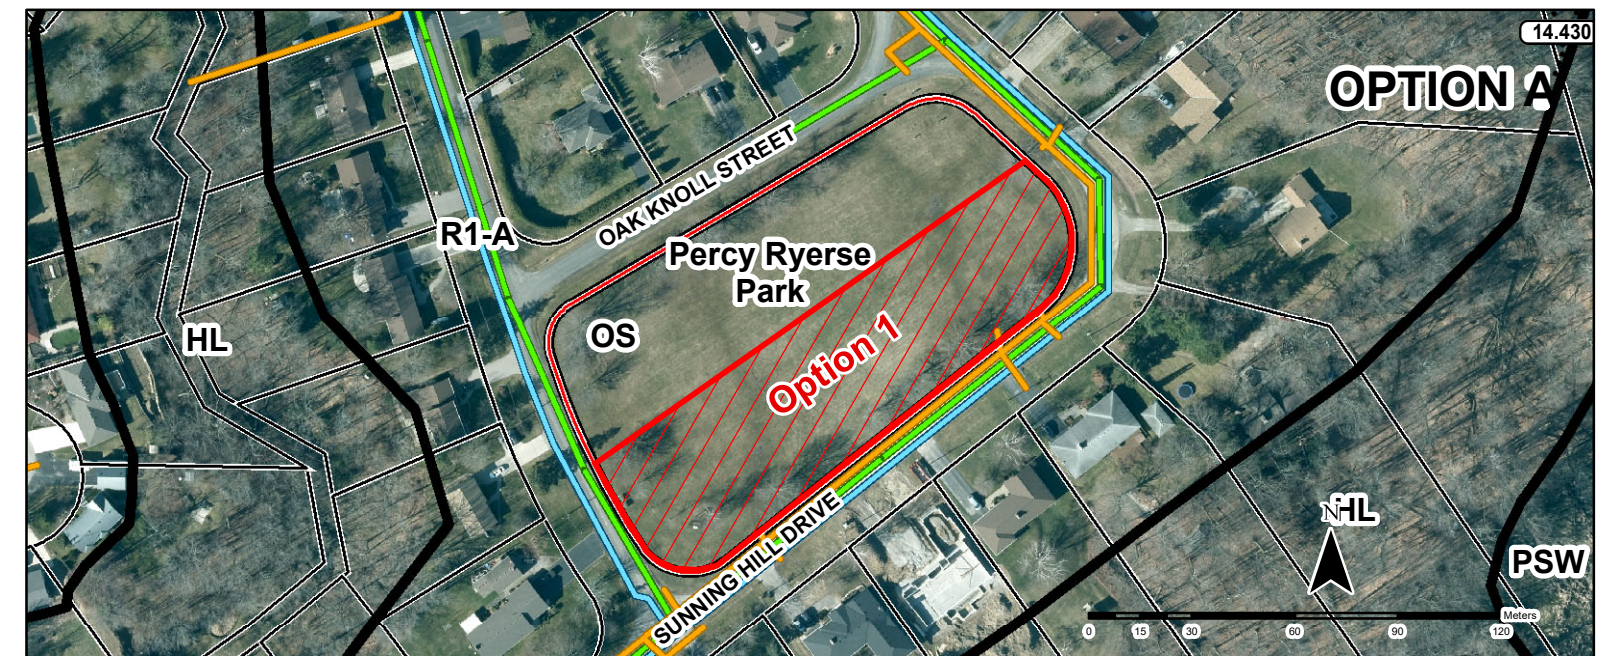 14.430
OPTION A
OAK KNOLL STREET
R1-A
Percy Ryerse
Park
OS
HL
Option 1
SUNNING HILL DRIVE
N
HL
PSW
Meters
0 15 30 60 90 120